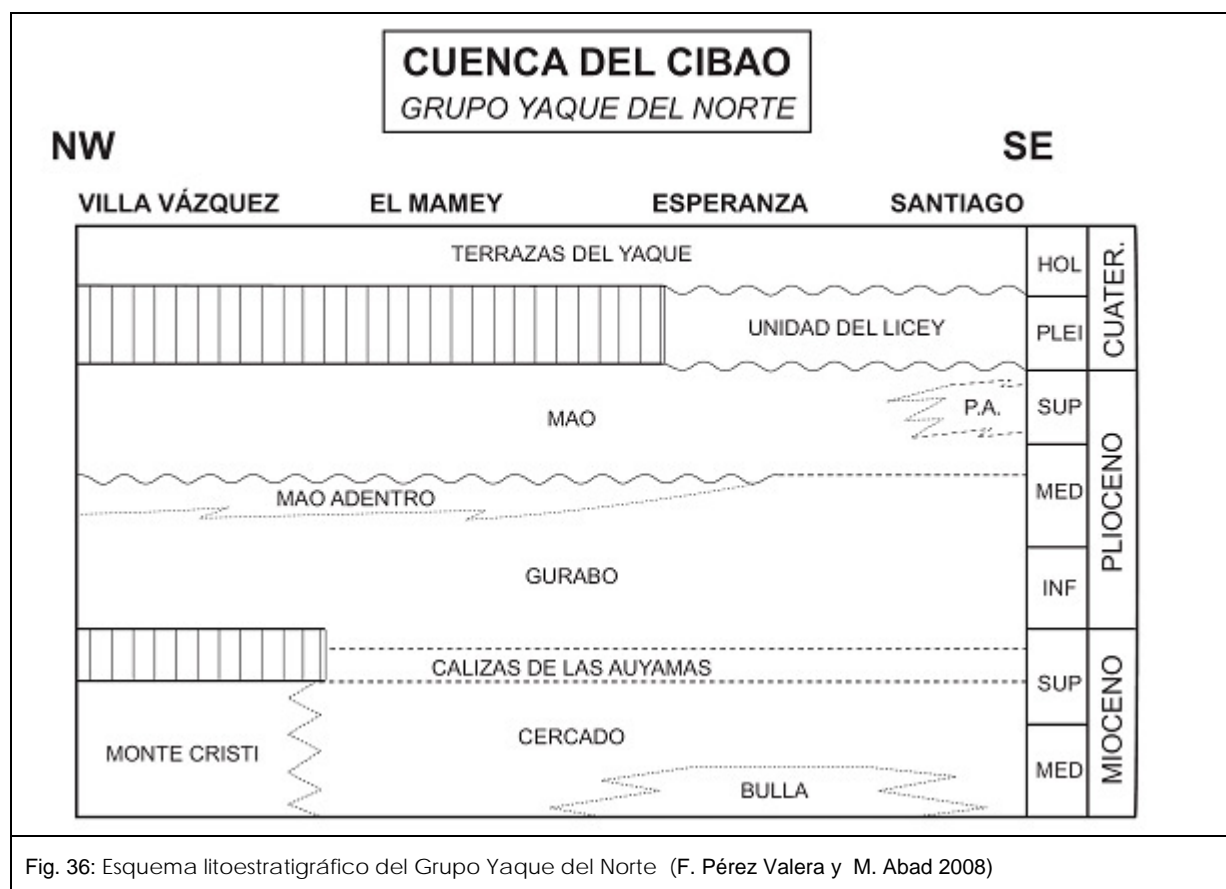 CUENCA DEL CIBAO
GRUPO YAQUE DEL NORTE
NW SE
VILLA VÁZQUEZ EL MAMEY ESPERANZA SANTIAGO
TERRAZAS DEL YAQUE
HOL
CUATER.
UNIDAD DEL LICEY
PLEI
MAO
P.A.
SUP
PLIOCENO
MAO ADENTRO
MED
GURABO
INF
CALIZAS DE LAS AUYAMAS
SUP
MIOCENO
MONTE CRISTI
CERCADO
BULLA
MED
Fig. 36: Esquema litoestratigráfico del Grupo Yaque del Norte (F. Pérez Valera y M. Abad 2008)